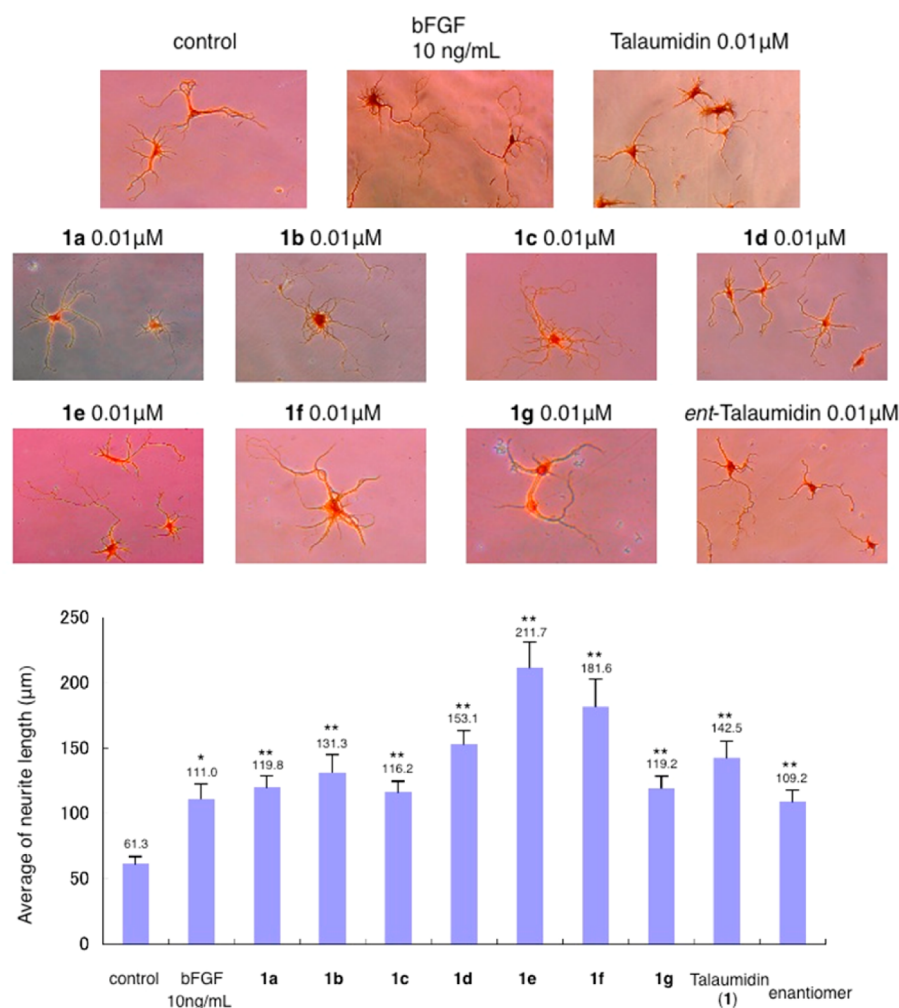 control
bFGF
10 ng/mL
Talaumidin 0.01μM
1a 0.01μM
1b 0.01μM
1c 0.01μM
1d 0.01μM
1e 0.01μM
1f 0.01μM
1g 0.01μM
ent-Talaumidin 0.01μM
Average of neurite length (μm)
250
200
150
100
50
0
61.3
*
111.0
**
119.8
**
131.3
**
116.2
**
153.1
**
211.7
**
181.6
**
119.2
**
142.5
**
109.2
control
bFGF
10ng/mL
1a
1b
1c
1d
1e
1f
1g
Talaumidin
(1)
enantiomer